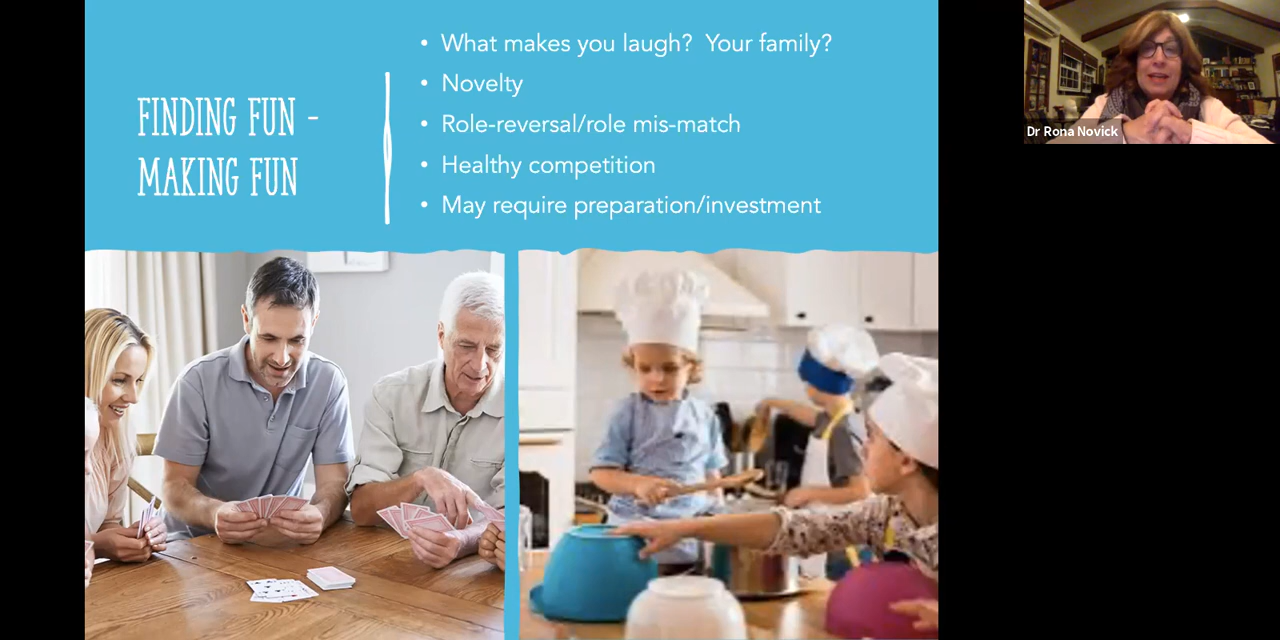 FINDING FUN -
MAKING FUN
• What makes you laugh? Your family?
• Novelty
• Role-reversal/role mis-match
• Healthy competition
• May require preparation/investment
Dr Rona Novick